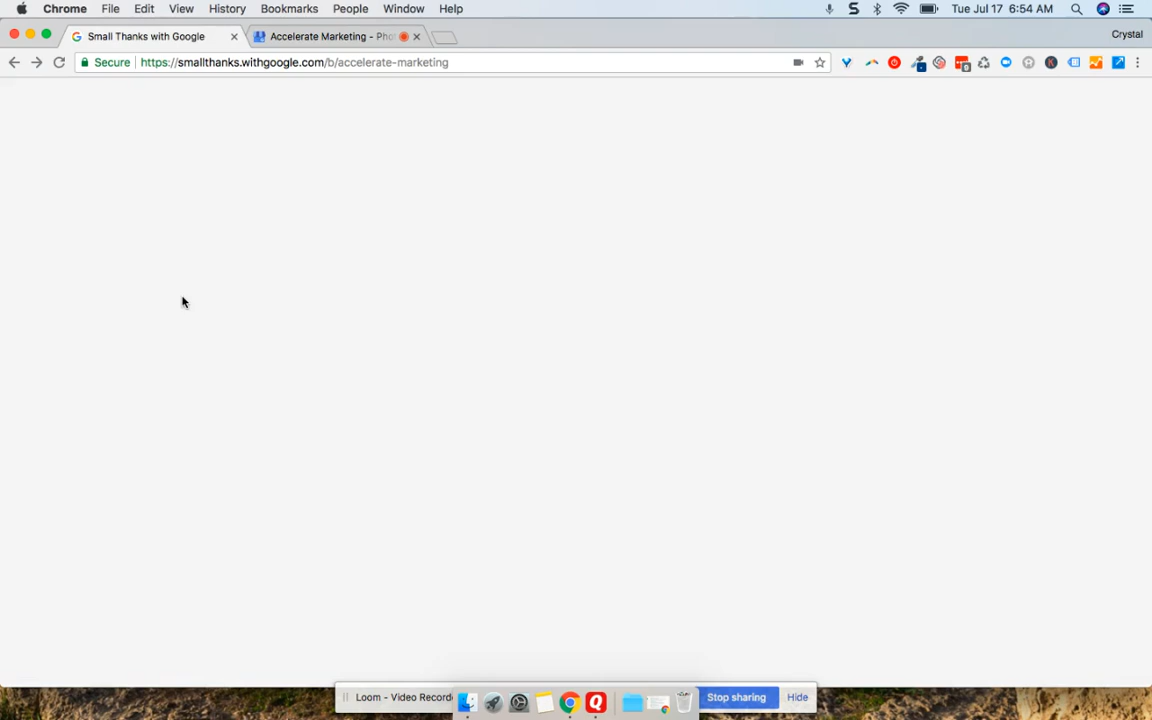 Chrome File Edit View History Bookmarks People Window Help Tue Jul 17 6:54 AM
Small Thanks with Google Accelerate Marketing - Pho Crystal
Secure https://smallthanks.withgoogle.com/b/accelerate-marketing
Loom - Video Record Stop sharing Hide